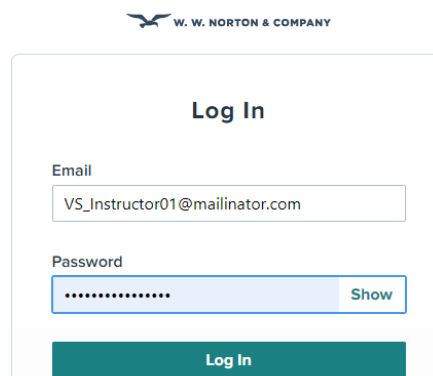 W. W. NORTON & COMPANY
Log In
Email
VS_Instructor01@mailinator.com
Password
••••••••••••••••
Show
Log In